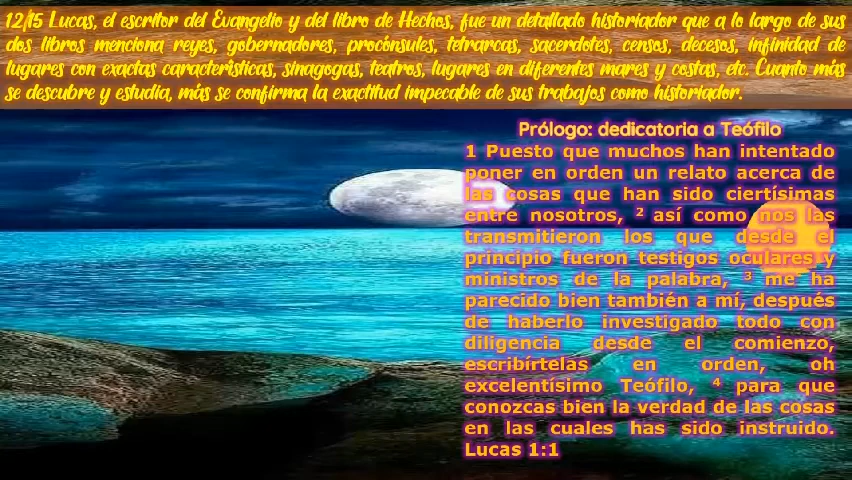 12/15 Lucas, el escritor del Evangelio y del libro de Hechos, fue un detallado historiador que a lo largo de sus
dos libros menciona reyes, gobernadores, procónsules, tetrarcas, sacerdotes, censos, decesos, infinidad de
lugares con exactas características, sinagogas, teatros, lugares en diferentes mares y costas, etc. Cuanto más
se descubre y estudia, más se confirma la exactitud impecable de sus trabajos como historiador.
Prólogo: dedicatoria a Teófilo
1 Puesto que muchos han intentado
poner en orden un relato acerca de
las cosas que han sido ciertísimas
entre nosotros, ² así como nos las
transmitieron los que desde el
principio fueron testigos oculares y
ministros de la palabra, ³ me ha
parecido bien también a mí, después
de haberlo investigado todo con
diligencia desde el comienzo,
escribírtelas en orden, oh
excelentísimo Teófilo, ⁴ para que
conozcas bien la verdad de las cosas
en las cuales has sido instruido.
Lucas 1:1